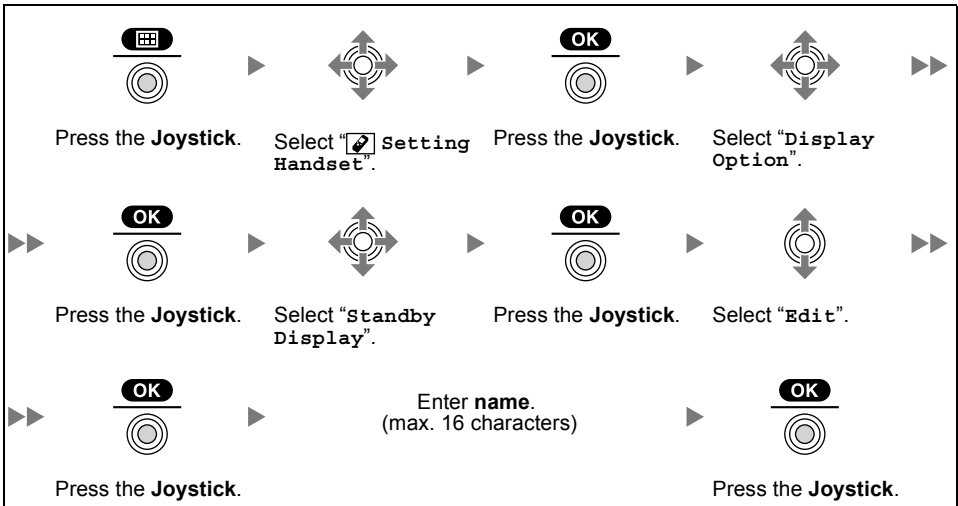 OK
Press the Joystick.
Select “ Setting
Handset”.
Press the Joystick.
Select “Display
Option”.
OK
OK
Press the Joystick.
Select “Standby
Display”.
Press the Joystick.
Select “Edit”.
OK
Enter name.
(max. 16 characters)
OK
Press the Joystick.
Press the Joystick.